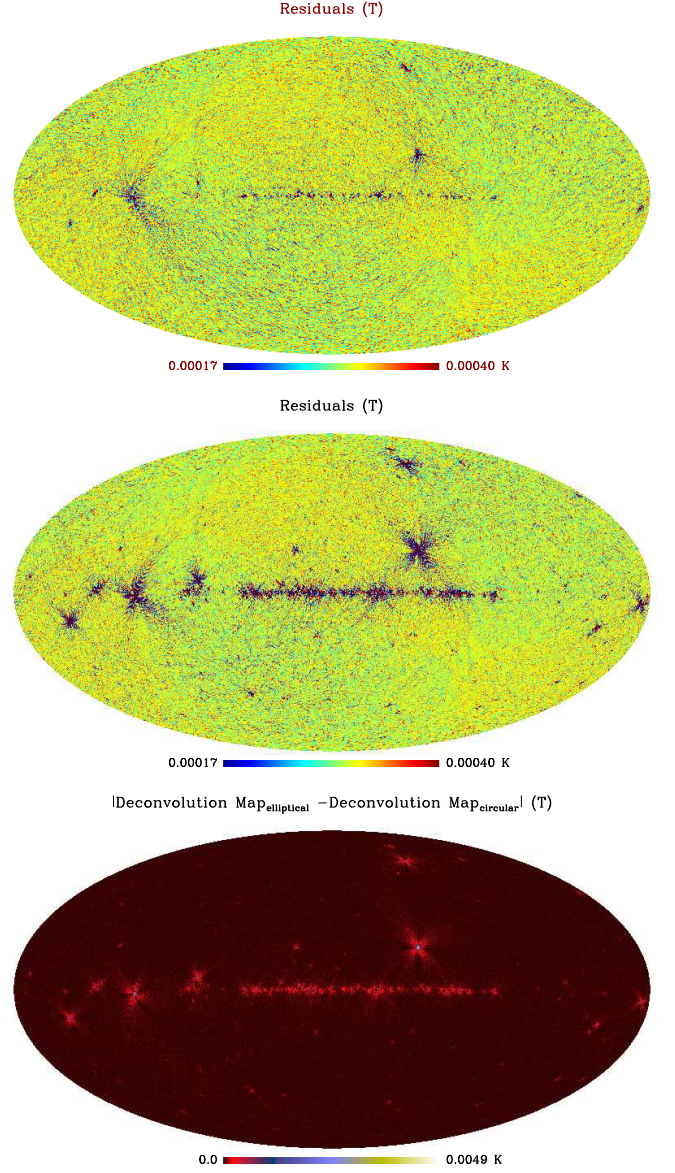 Residuals (T)
0.00017 0.00040 K
Residuals (T)
0.00017 0.00040 K
|Deconvolution Map_elliptical −Deconvolution Map_circular| (T)
0.0 0.0049 K